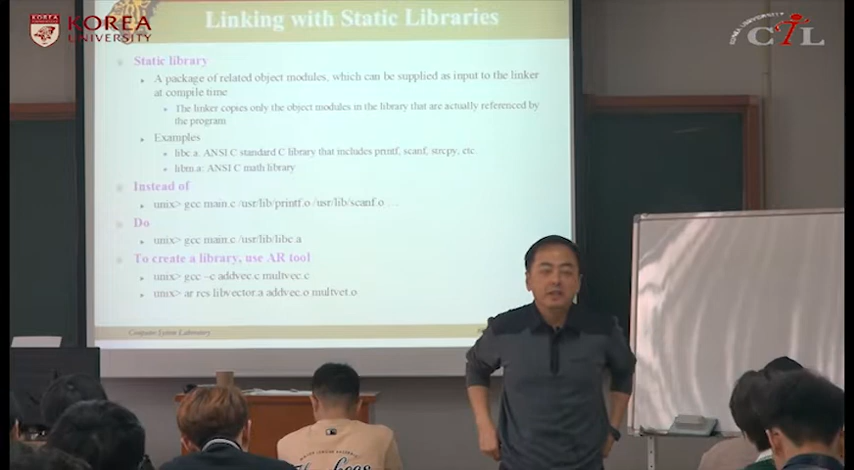 KOREA
UNIVERSITY
CTL
Linking with Static Libraries
Static library
A package of related object modules, which can be supplied as input to the linker
at compile time
The linker copies only the object modules in the library that are actually referenced by
the program
Examples
libc.a: ANSI C standard C library that includes printf, scanf, strcpy, etc
libm.a: ANSI C math library
Instead of
unix> gcc main.c /usr/lib/printf.o /usr/lib/scanf.o …
Do
unix> gcc main.c /usr/lib/libc.a
To create a library, use AR tool
unix> gcc –c addvec.c multvec.c
unix> ar rcs libvector.a addvec.o multvet.o
Computer System Laboratory